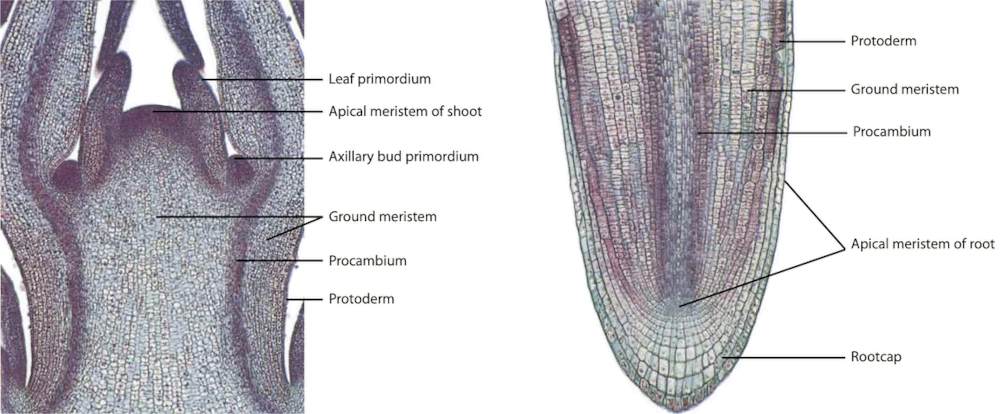 Leaf primordium
Apical meristem of shoot
Axillary bud primordium
Ground meristem
Procambium
Protoderm
Protoderm
Ground meristem
Procambium
Apical meristem of root
Rootcap